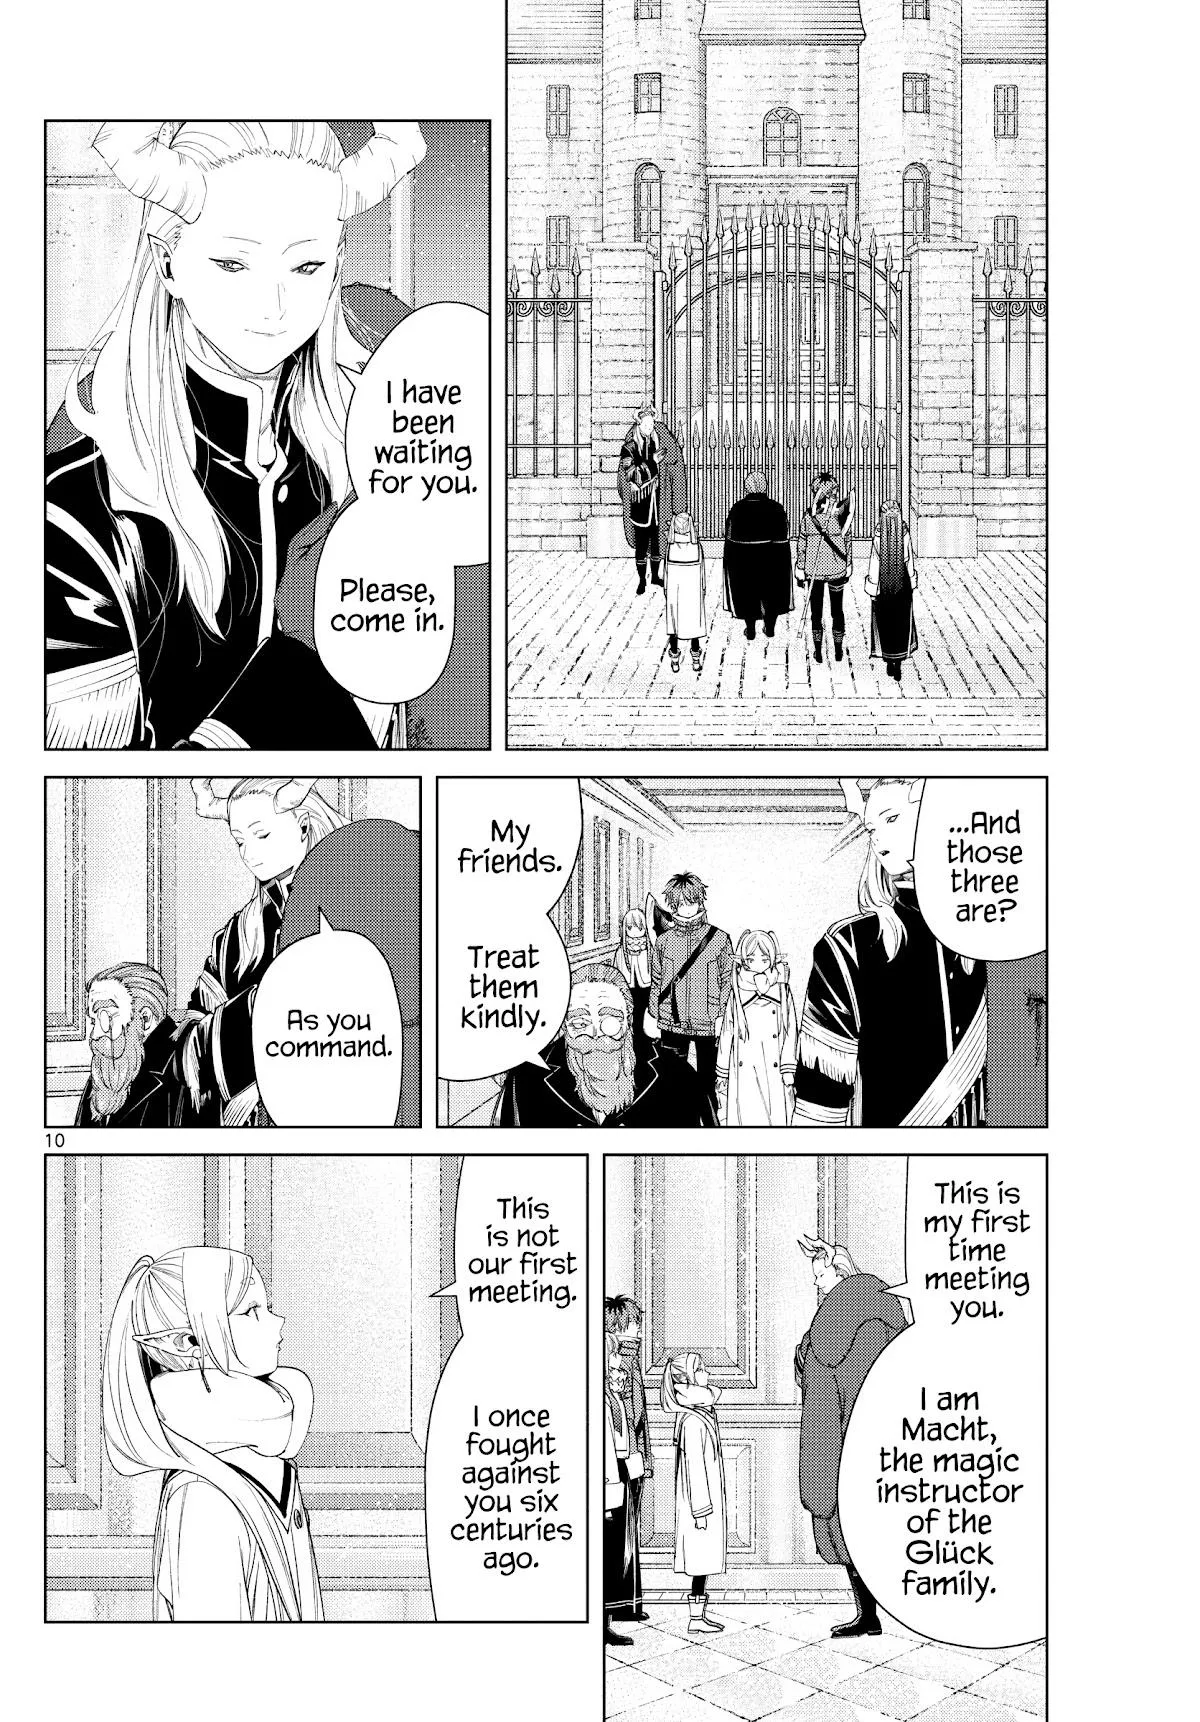 I have
been
waiting
for you.
Please,
come in.
...And
those
three
are?
My
friends.
Treat
them
kindly.
As you
command.
10
This is
my first
time
meeting
you.
I am
Macht,
the magic
instructor
of the
Glück
family.
This
is not
our first
meeting.
I once
fought
against
you six
centuries
ago.